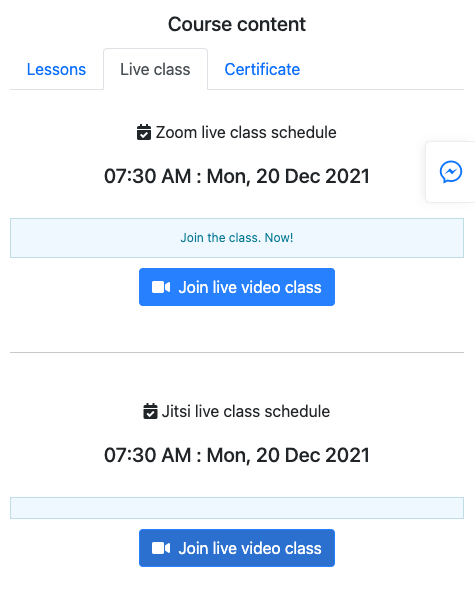 Course content
Lessons Live class Certificate
Zoom live class schedule
07:30 AM : Mon, 20 Dec 2021
Join the class. Now!
Join live video class
Jitsi live class schedule
07:30 AM : Mon, 20 Dec 2021
Join live video class